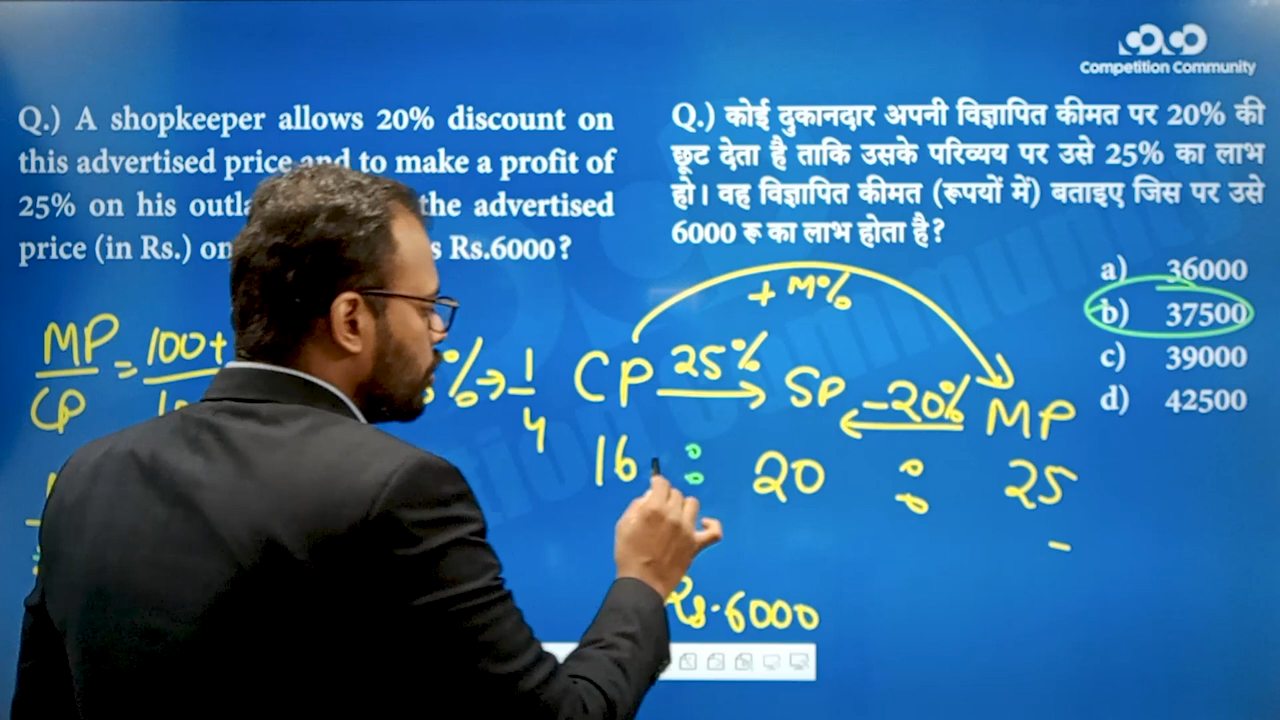 Competition Community
Q.) A shopkeeper allows 20% discount on
this advertised price and to make a profit of
25% on his the advertised
price (in Rs.) Rs.6000?
Q.) कोई दुकानदार अपनी विज्ञापित कीमत पर 20% की
छूट देता है ताकि उसके परिव्यय पर उसे 25% का लाभ
हो। वह विज्ञापित कीमत (रूपयों में) बताइए जिस पर उसे
6000 रू का लाभ होता है?
a) 36000
b) 37500
c) 39000
d) 42500
MP/CP = 100+
% → 1/4
+ M%
CP 25% → SP ← -20% MP
16 : 20 : 25
Rs.6000